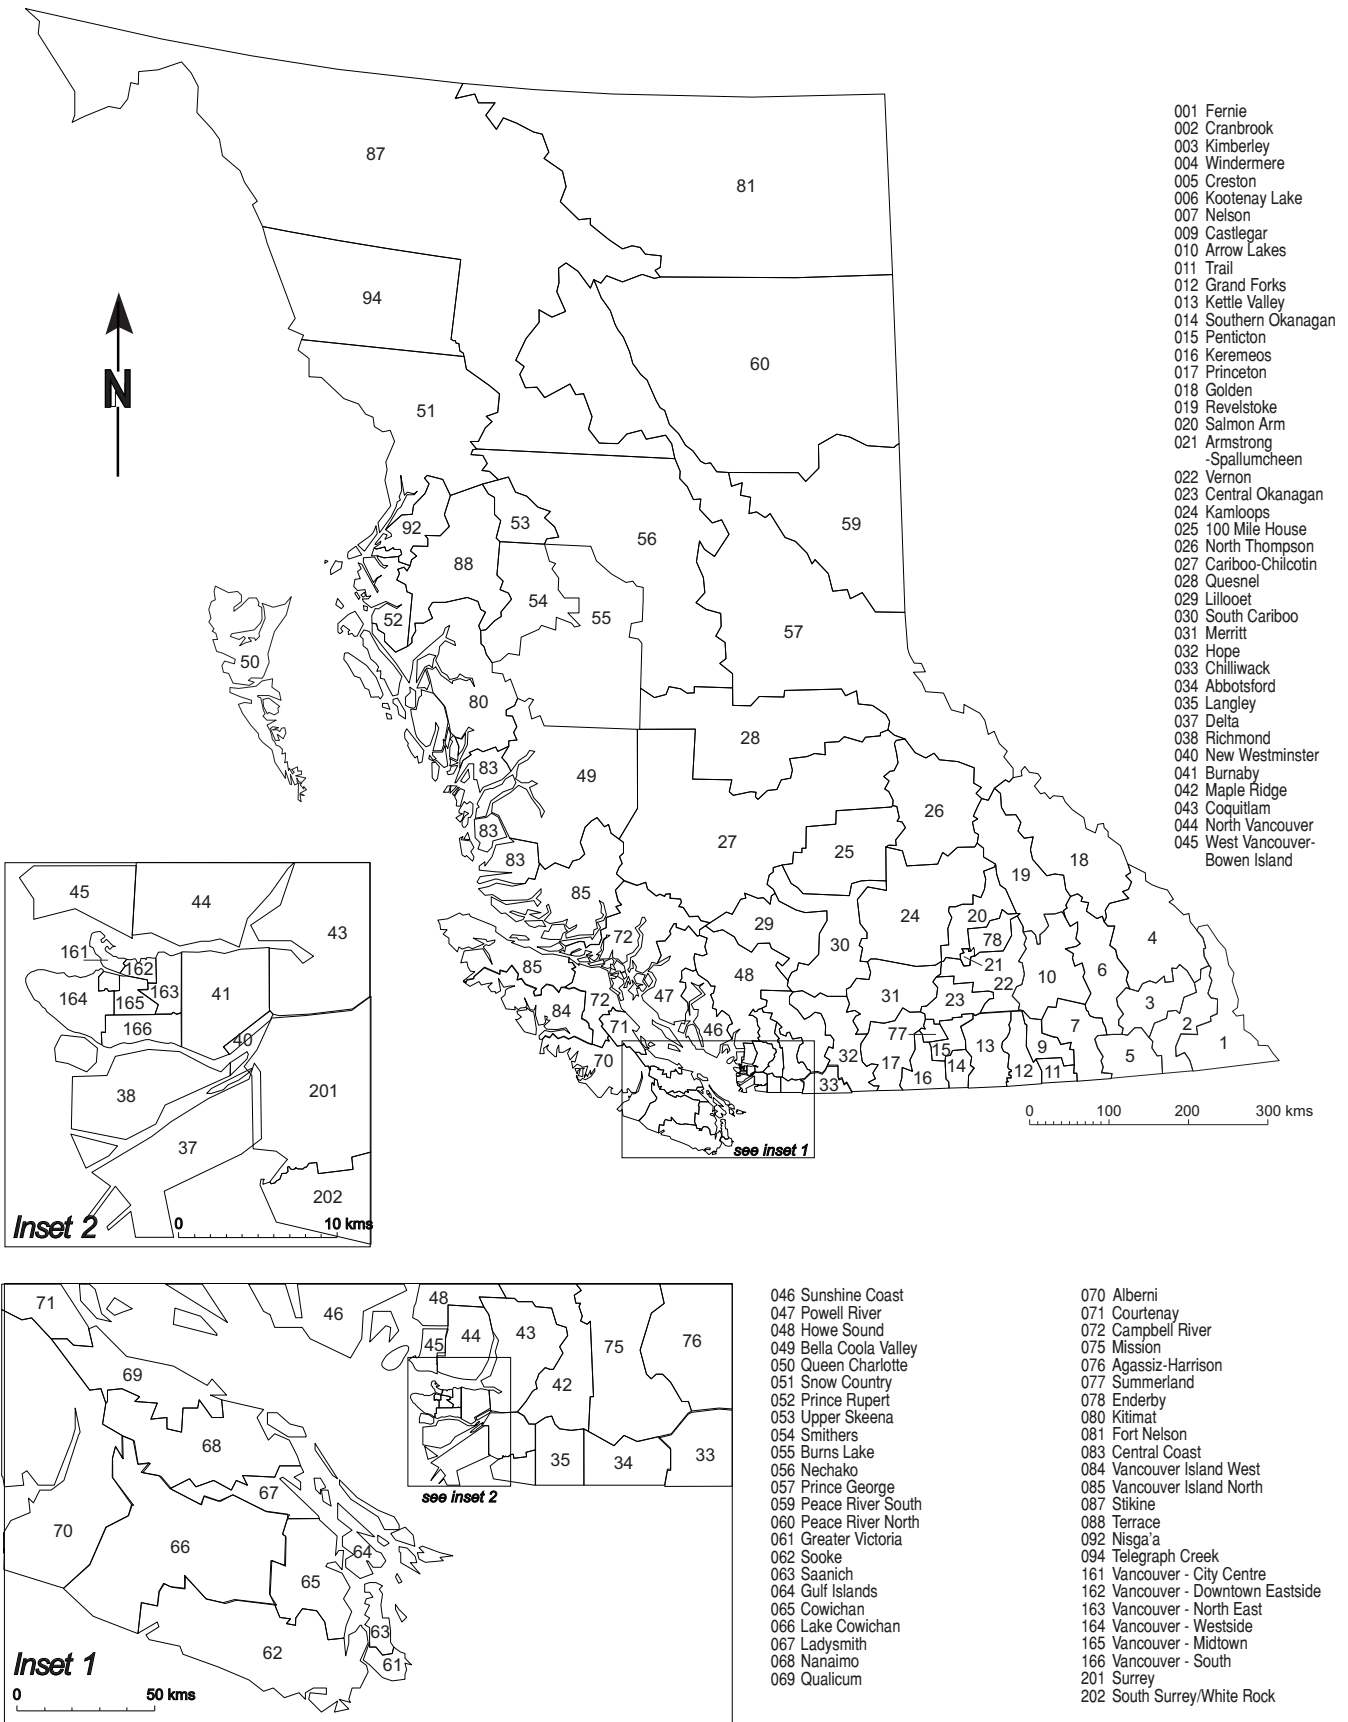 87
81
94
60
51
59
92
53
56
88
54
55
52
57
50
80
28
83
49
83
27
26
25
83
85
18
19
24
20
29
72
30
78
4
85
48
21
10
6
47
22
84
72
31
23
3
71
46
77
7
2
70
32
17
15
14
13
9
5
1
33
16
12
11
N
see inset 1
0 100 200 300 kms
001 Fernie
002 Cranbrook
003 Kimberley
004 Windermere
005 Creston
006 Kootenay Lake
007 Nelson
009 Castlegar
010 Arrow Lakes
011 Trail
012 Grand Forks
013 Kettle Valley
014 Southern Okanagan
015 Penticton
016 Keremeos
017 Princeton
018 Golden
019 Revelstoke
020 Salmon Arm
021 Armstrong
-Spallumcheen
022 Vernon
023 Central Okanagan
024 Kamloops
025 100 Mile House
026 North Thompson
027 Cariboo-Chilcotin
028 Quesnel
029 Lillooet
030 South Cariboo
031 Merritt
032 Hope
033 Chilliwack
034 Abbotsford
035 Langley
037 Delta
038 Richmond
040 New Westminster
041 Burnaby
042 Maple Ridge
043 Coquitlam
044 North Vancouver
045 West Vancouver-
Bowen Island
45
44
43
161
162
164
165
163
41
166
40
38
201
37
202
Inset 2
0 10 kms
71
46
48
45
44
43
75
76
69
42
68
35
34
33
see inset 2
67
70
66
64
65
62
63
61
Inset 1
0 50 kms
046 Sunshine Coast
047 Powell River
048 Howe Sound
049 Bella Coola Valley
050 Queen Charlotte
051 Snow Country
052 Prince Rupert
053 Upper Skeena
054 Smithers
055 Burns Lake
056 Nechako
057 Prince George
059 Peace River South
060 Peace River North
061 Greater Victoria
062 Sooke
063 Saanich
064 Gulf Islands
065 Cowichan
066 Lake Cowichan
067 Ladysmith
068 Nanaimo
069 Qualicum
070 Alberni
071 Courtenay
072 Campbell River
075 Mission
076 Agassiz-Harrison
077 Summerland
078 Enderby
080 Kitimat
081 Fort Nelson
083 Central Coast
084 Vancouver Island West
085 Vancouver Island North
087 Stikine
088 Terrace
092 Nisga'a
094 Telegraph Creek
161 Vancouver - City Centre
162 Vancouver - Downtown Eastside
163 Vancouver - North East
164 Vancouver - Westside
165 Vancouver - Midtown
166 Vancouver - South
201 Surrey
202 South Surrey/White Rock